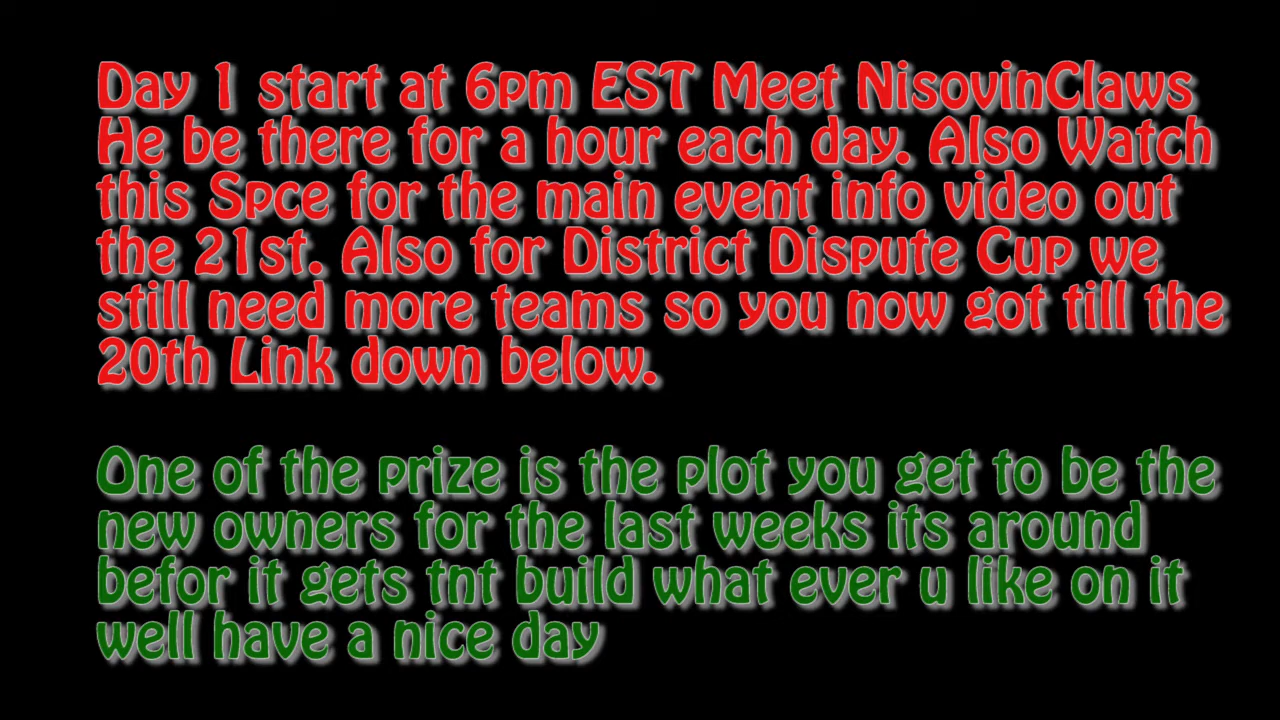 Day 1 start at 6pm EST Meet NisovinClaws
He be there for a hour each day. Also Watch
this Spce for the main event info video out
the 21st. Also for District Dispute Cup we
still need more teams so you now got till the
20th Link down below.
One of the prize is the plot you get to be the
new owners for the last weeks its around
befor it gets tnt build what ever u like on it
well have a nice day